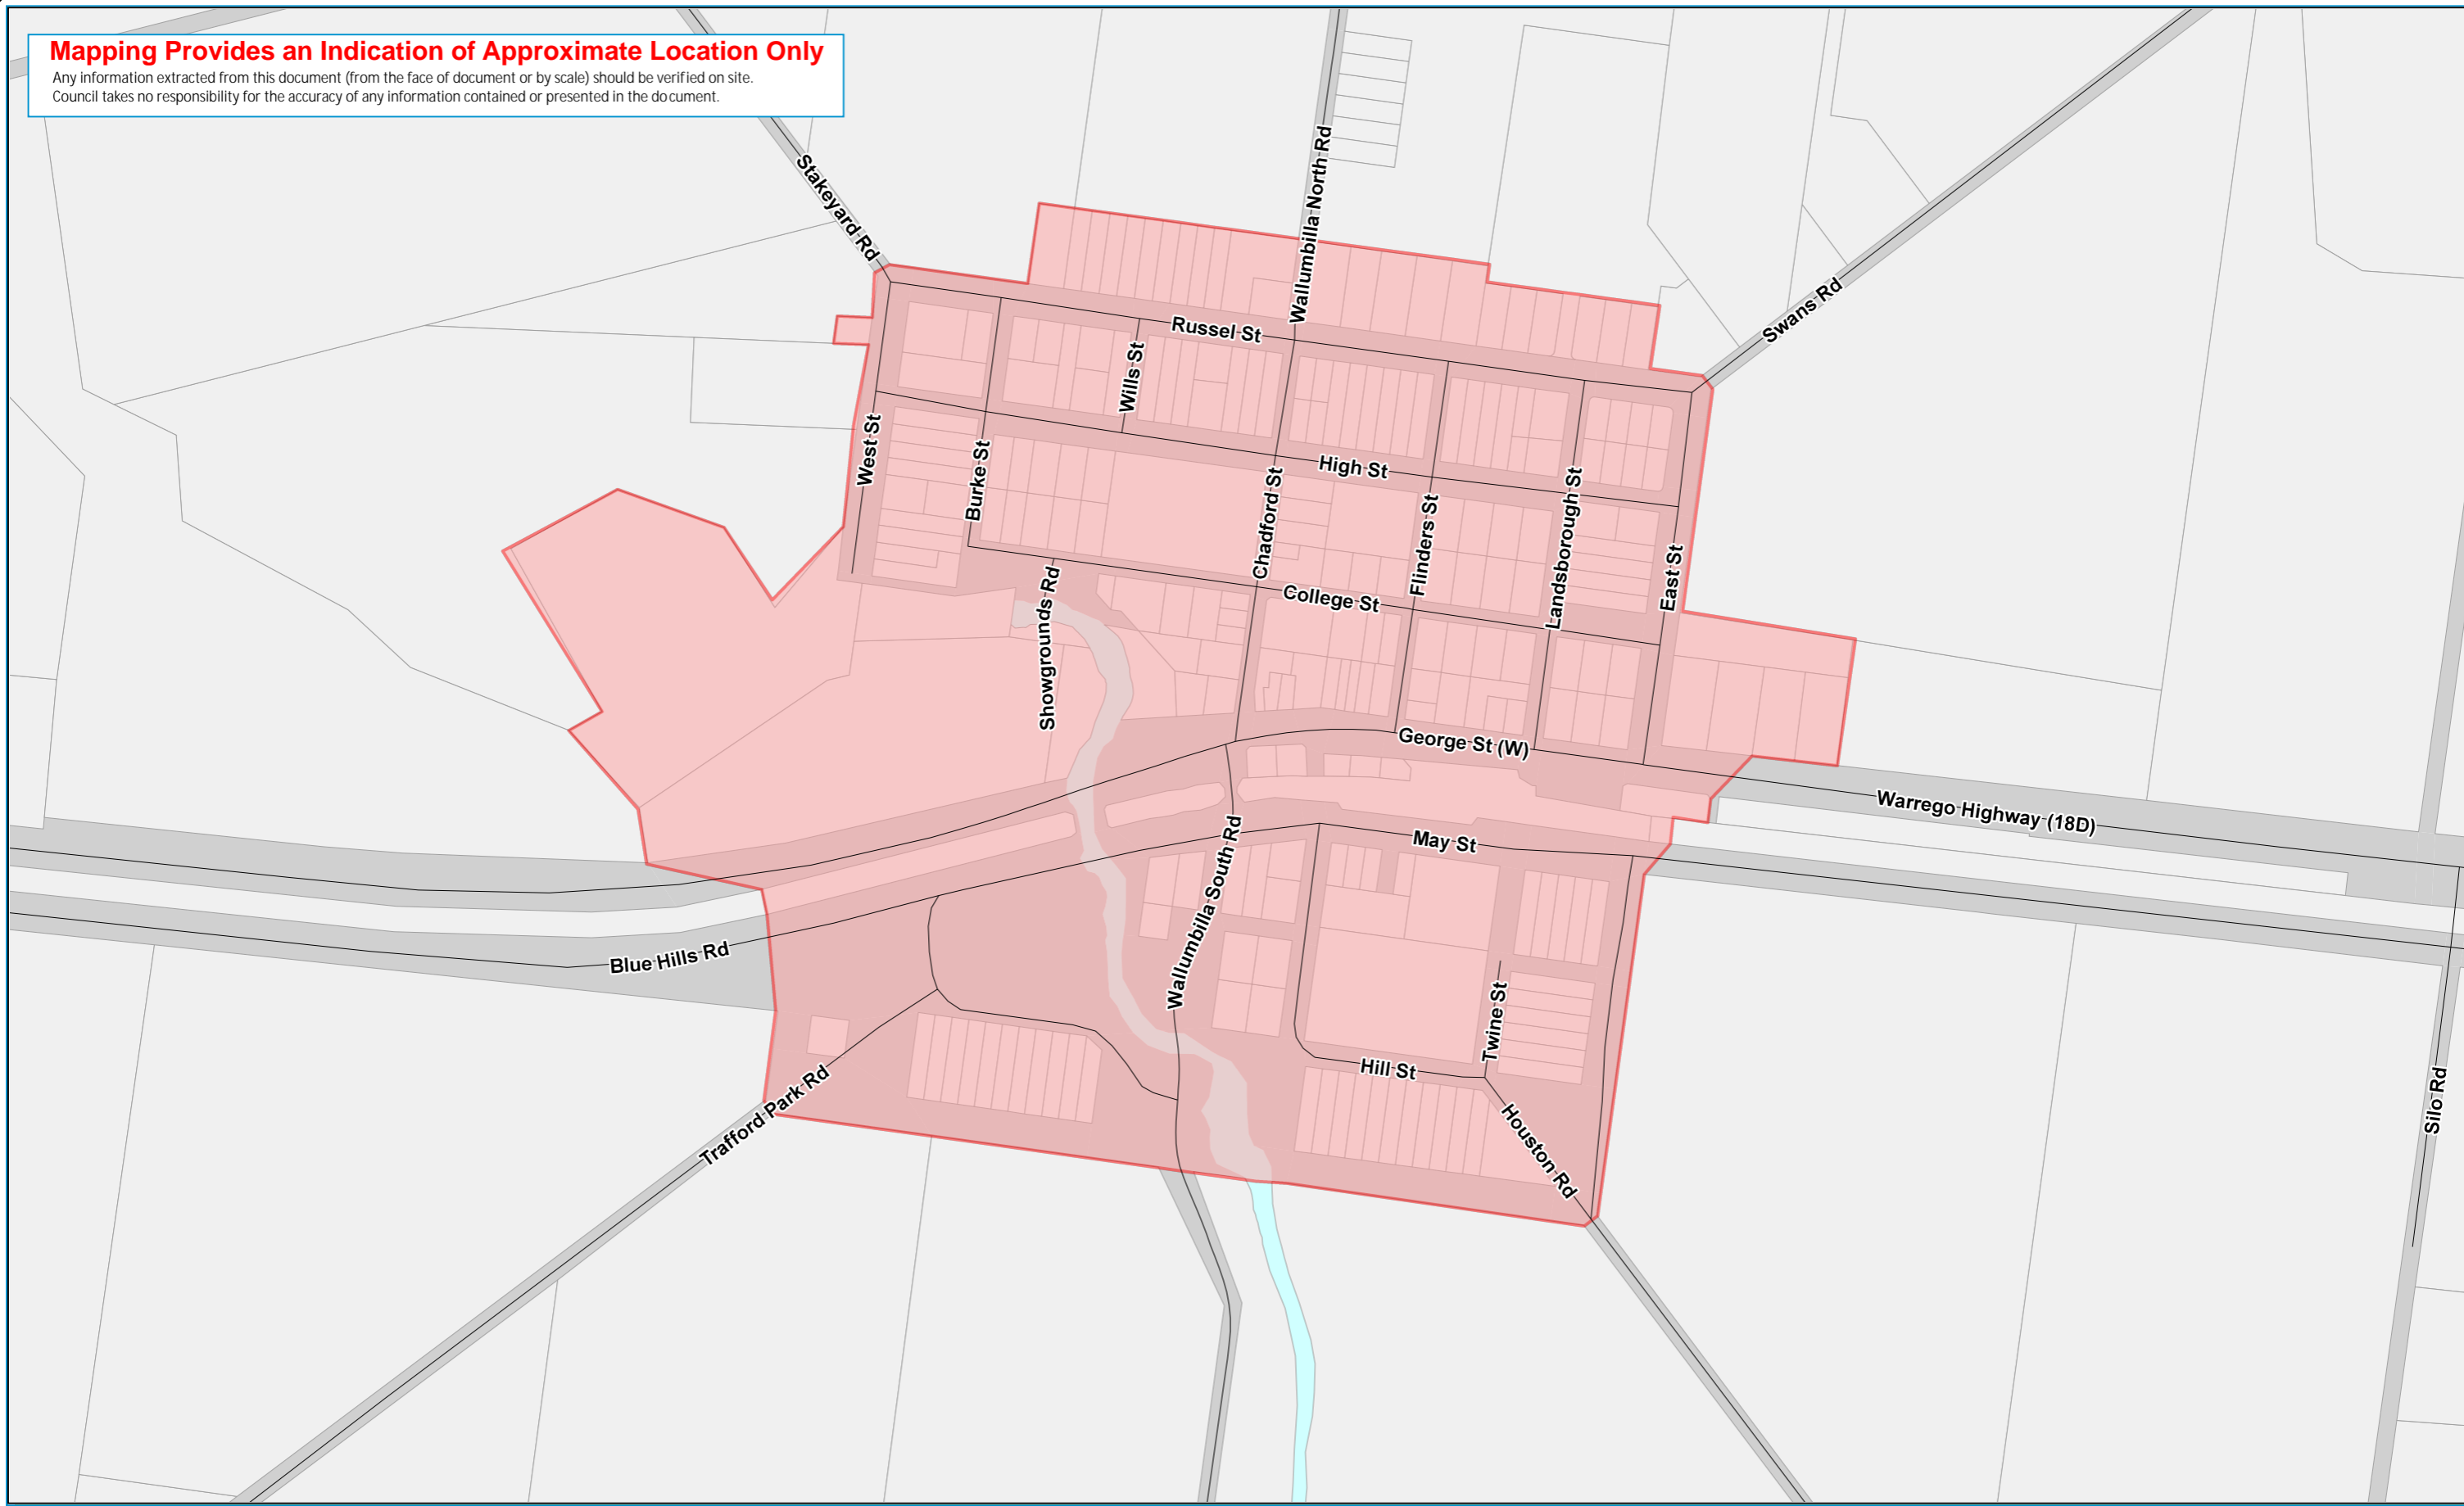 Mapping Provides an Indication of Approximate Location Only
Any information extracted from this document (from the face of document or by scale) should be verified on site.
Council takes no responsibility for the accuracy of any information contained or presented in the document.
Stakeyard Rd
Wallumbilla North Rd
Swans Rd
Russel St
Wills St
West St
Burke St
High St
Chadford St
Flinders St
Landsborough St
East St
College St
Showgrounds Rd
George St (W)
Warrego Highway (18D)
May St
Wallumbilla South Rd
Blue Hills Rd
Twine St
Hill St
Trafford Park Rd
Houston Rd
Silo Rd